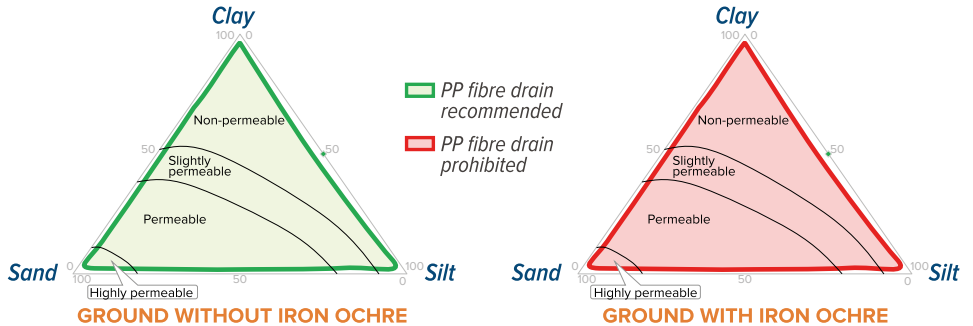 Clay
100 0
Non-permeable
50
50
Slightly
permeable
Permeable
Sand
0
100
50
100
0
Silt
Highly permeable
GROUND WITHOUT IRON OCHRE
PP fibre drain
recommended
PP fibre drain
prohibited
Clay
100 0
Non-permeable
50
50
Slightly
permeable
Permeable
Sand
0
100
50
100
0
Silt
Highly permeable
GROUND WITH IRON OCHRE